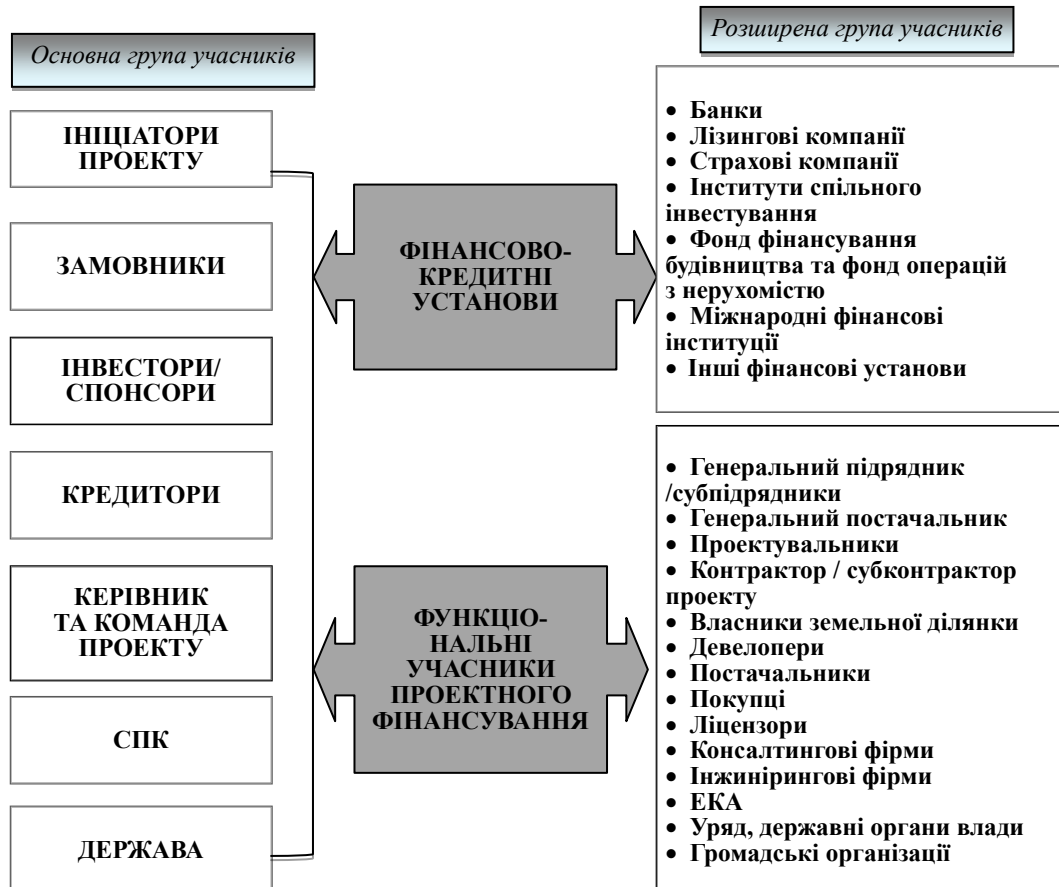 Основна група учасників
ІНІЦІАТОРИ
ПРОЕКТУ
ЗАМОВНИКИ
ІНВЕСТОРИ/
СПОНСОРИ
КРЕДИТОРИ
КЕРІВНИК
ТА КОМАНДА
ПРОЕКТУ
СПК
ДЕРЖАВА
ФІНАНСОВО-
КРЕДИТНІ
УСТАНОВИ
ФУНКЦІО-
НАЛЬНІ
УЧАСНИКИ
ПРОЕКТНОГО
ФІНАНСУВАННЯ
Розширена група учасників
• Банки
• Лізингові компанії
• Страхові компанії
• Інститути спільного
інвестування
• Фонд фінансування
будівництва та фонд операцій
з нерухомістю
• Міжнародні фінансові
інституції
• Інші фінансові установи
• Генеральний підрядник
/субпідрядники
• Генеральний постачальник
• Проектувальники
• Контрактор / субконтрактор
проекту
• Власники земельної ділянки
• Девелопери
• Постачальники
• Покупці
• Ліцензори
• Консалтингові фірми
• Інжинірингові фірми
• ЕКА
• Уряд, державні органи влади
• Громадські організації